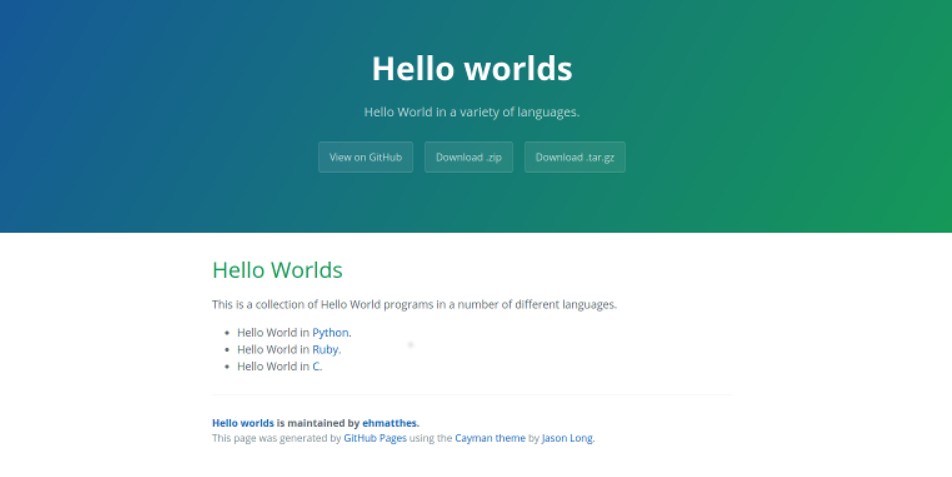 Hello worlds
Hello World in a variety of languages.
View on GitHub Download .zip Download .tar.gz
Hello Worlds
This is a collection of Hello World programs in a number of different languages.
• Hello World in Python.
• Hello World in Ruby.
• Hello World in C.
Hello worlds is maintained by ehmatthes.
This page was generated by GitHub Pages using the Cayman theme by Jason Long.